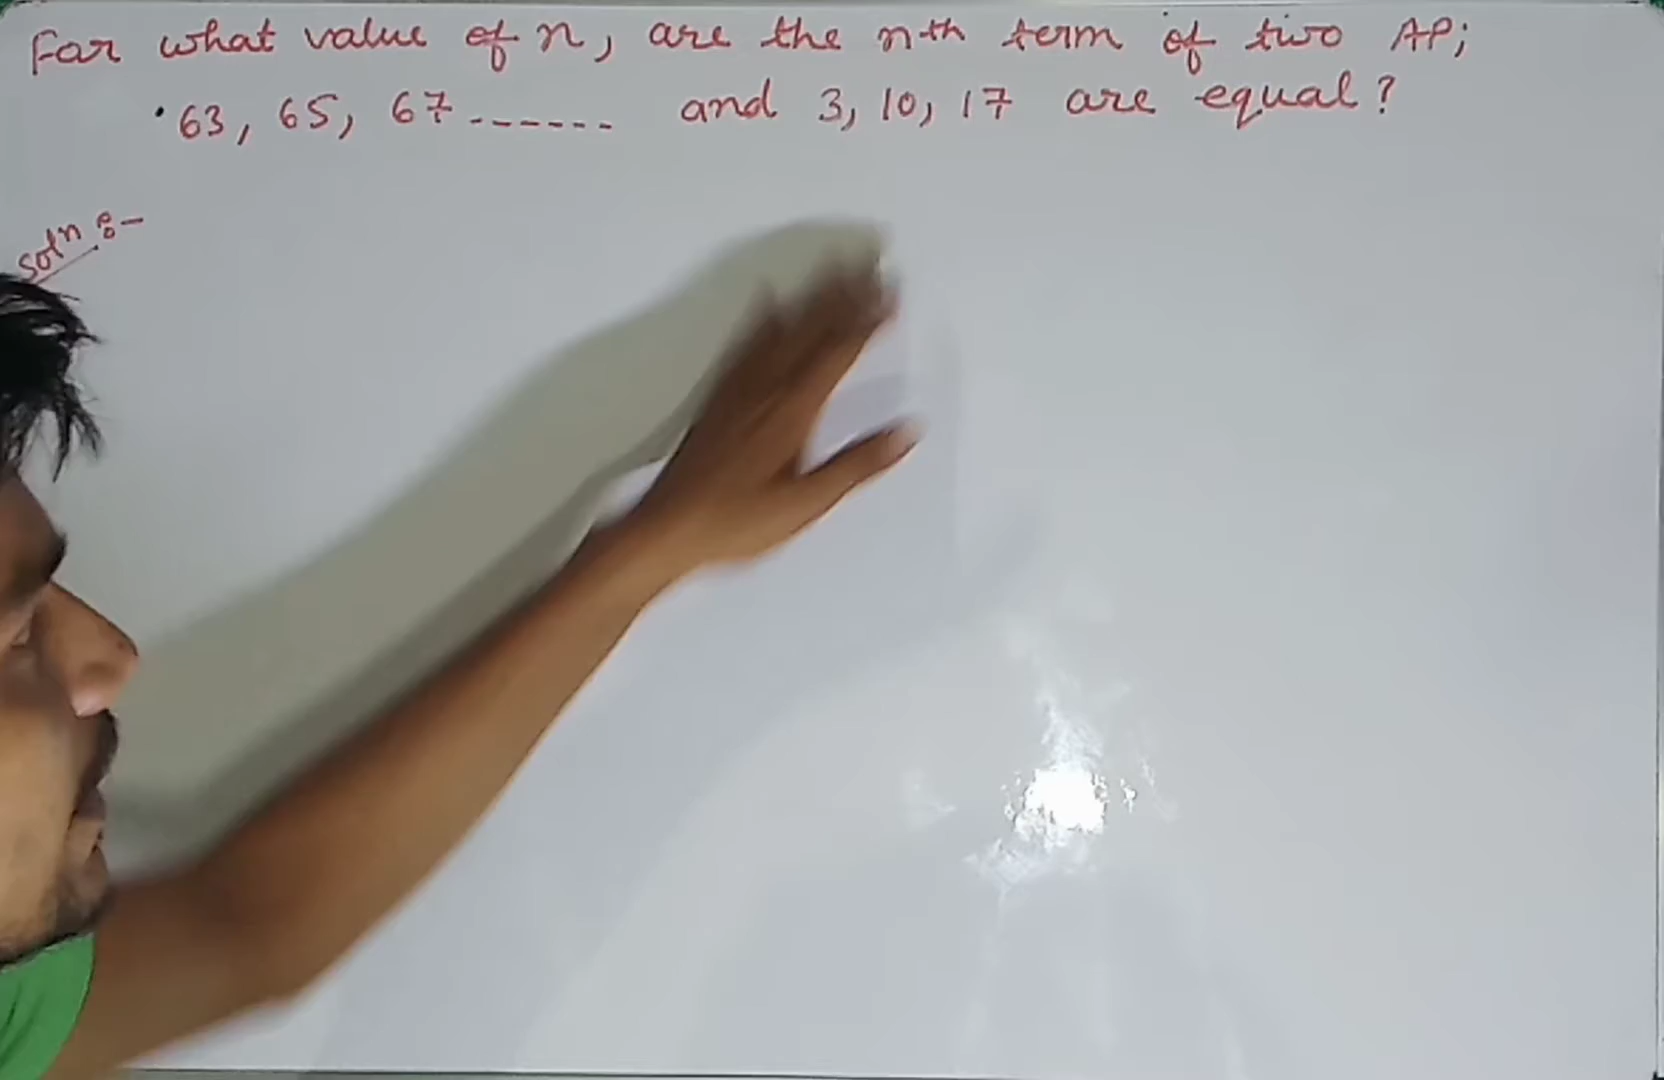 For what value of n, are the nth term of two AP;
63, 65, 67------ and 3, 10, 17 are equal?
Soln :-